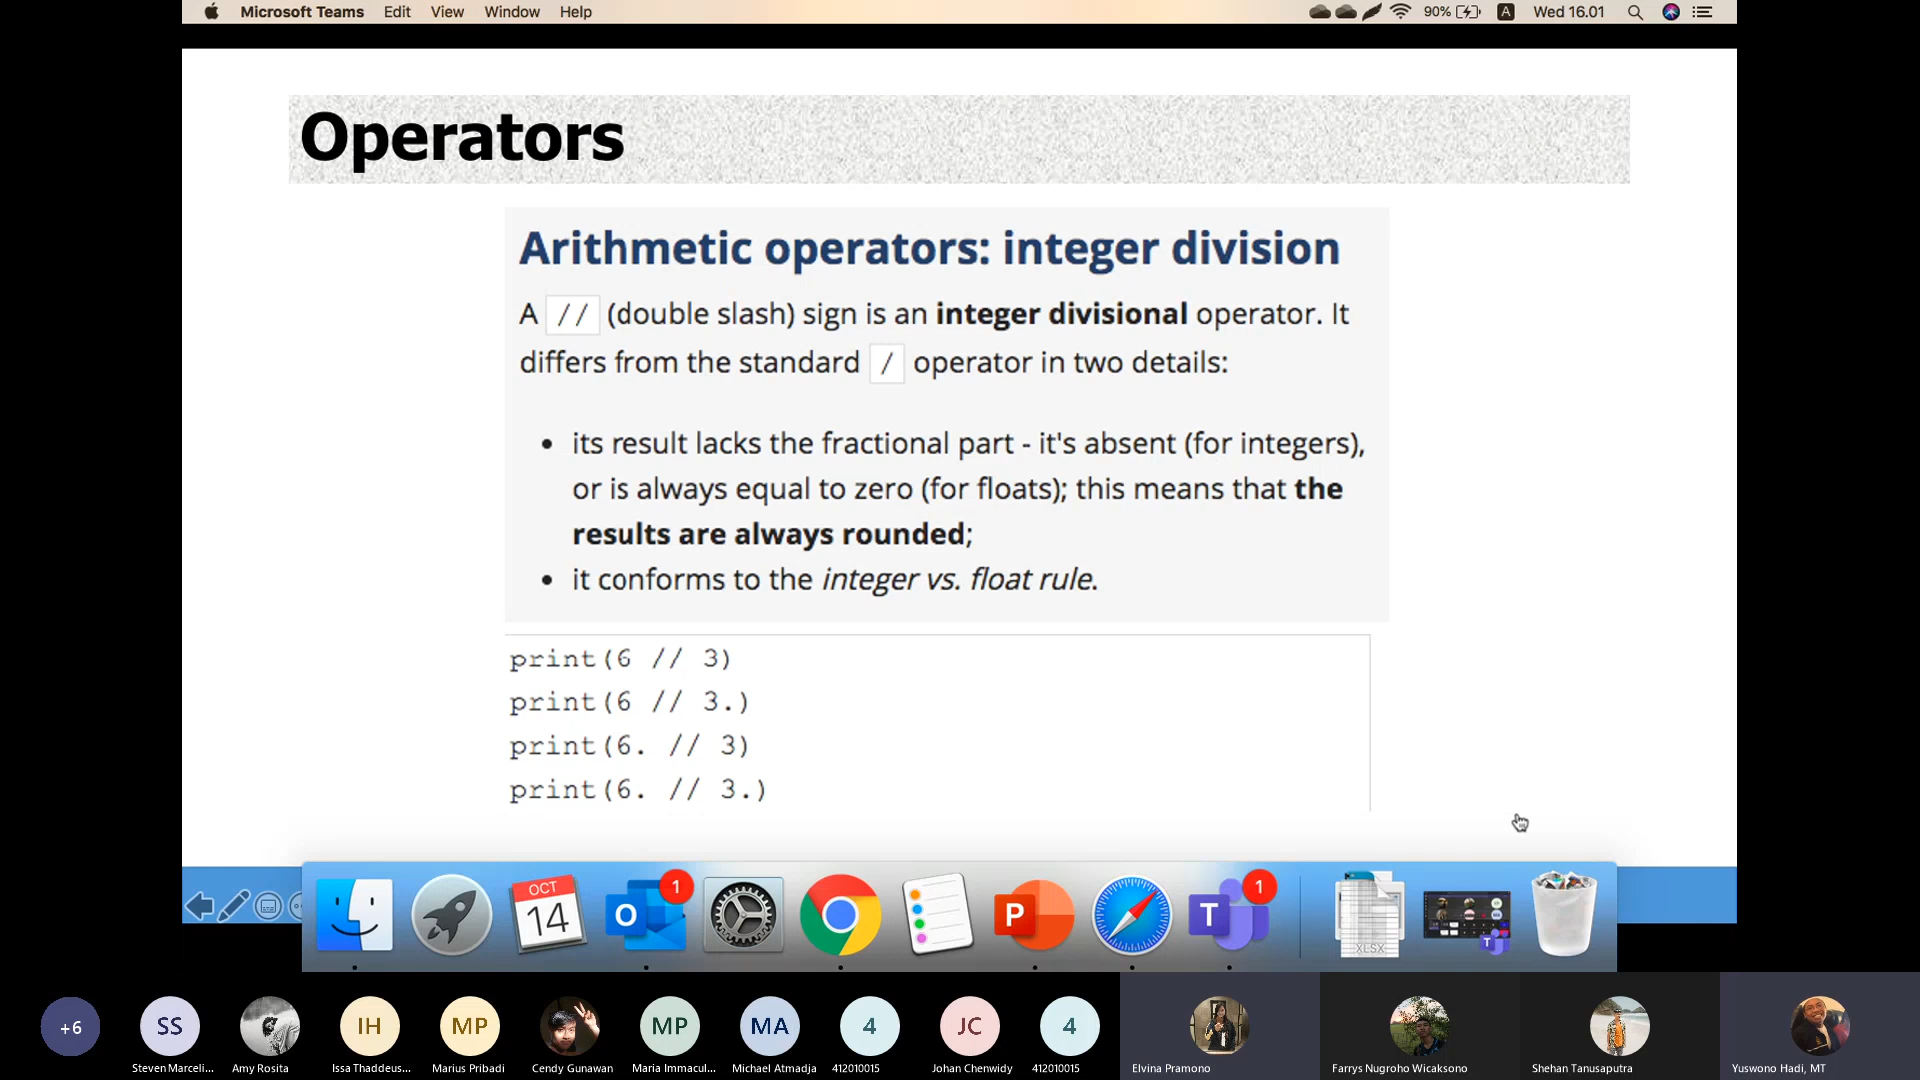 Microsoft Teams Edit View Window Help 90% A Wed 16.01
Operators
Arithmetic operators: integer division
A // (double slash) sign is an integer divisional operator. It
differs from the standard / operator in two details:
• its result lacks the fractional part - it's absent (for integers),
or is always equal to zero (for floats); this means that the
results are always rounded;
• it conforms to the integer vs. float rule.
print(6 // 3)
print(6 // 3.)
print(6. // 3)
print(6. // 3.)
OCT
14
O
1
P
T
1
XLSX
T
+6 SS IH MP MP MA 4 JC 4
Steven Marceli... Amy Rosita Issa Thaddeus... Marius Pribadi Cendy Gunawan Maria Immacul... Michael Atmadja 412010015 Johan Chenwidy 412010015 Elvina Pramono Farrys Nugroho Wicaksono Shehan Tanusaputra Yuswono Hadi, MT